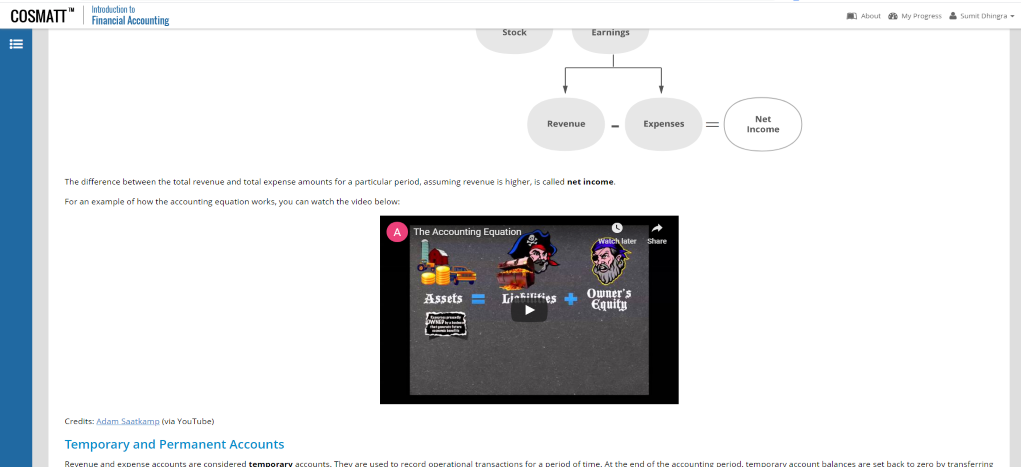 COSMATT™
Introduction to
Financial Accounting
About
My Progress
Sumit Dhingra
Stock
Earnings
Revenue
-
Expenses
=
Net
Income
The difference between the total revenue and total expense amounts for a particular period, assuming revenue is higher, is called net income.
For an example of how the accounting equation works, you can watch the video below:
A
The Accounting Equation
Watch later
Share
Assets
=
Liabilities
+
Owner's
Equity
Credits: Adam Saatkamp (via YouTube)
Temporary and Permanent Accounts
Revenue and expense accounts are considered temporary accounts. They are used to record operational transactions for a period of time. At the end of the accounting period, temporary account balances are set back to zero by transferring